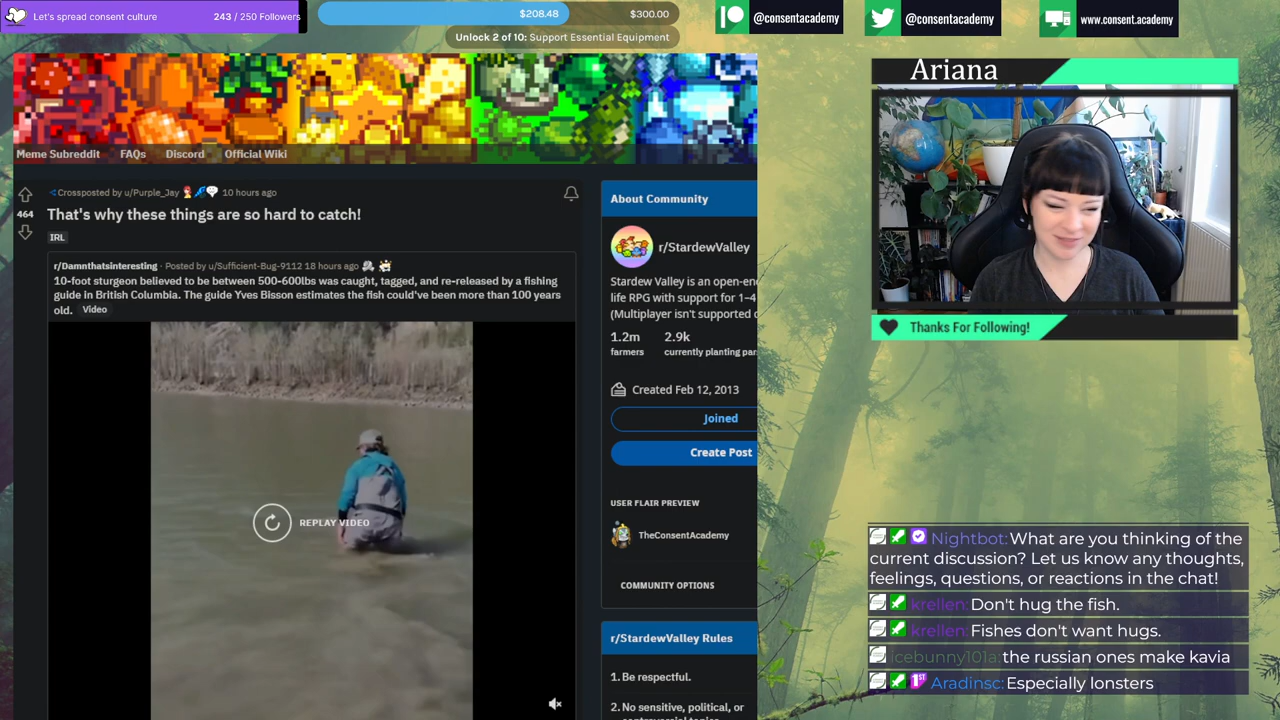 Let's spread consent culture
243 / 250 Followers
$208.48
$300.00
Unlock 2 of 10: Support Essential Equipment
@consentacademy
@consentacademy
www.consent.academy
Meme Subreddit
FAQs
Discord
Official Wiki
Crossposted by u/Purple_Jay
10 hours ago
464
That's why these things are so hard to catch!
IRL
r/Damnthatsinteresting · Posted by u/Sufficient-Bug-9112 18 hours ago
10-foot sturgeon believed to be between 500-600lbs was caught, tagged, and re-released by a fishing
guide in British Columbia. The guide Yves Bisson estimates the fish could've been more than 100 years
old.
Video
REPLAY VIDEO
About Community
r/StardewValley
Stardew Valley is an open-en
life RPG with support for 1–4
(Multiplayer isn't supported
1.2m
2.9k
farmers
currently planting par
Created Feb 12, 2013
Joined
Create Post
USER FLAIR PREVIEW
TheConsentAcademy
COMMUNITY OPTIONS
r/StardewValley Rules
1. Be respectful.
2. No sensitive, political, or
Ariana
Thanks For Following!
Nightbot: What are you thinking of the
current discussion? Let us know any thoughts,
feelings, questions, or reactions in the chat!
krellen: Don't hug the fish.
krellen: Fishes don't want hugs.
icebunny101a: the russian ones make kavia
1ST Aradinsc: Especially lonsters